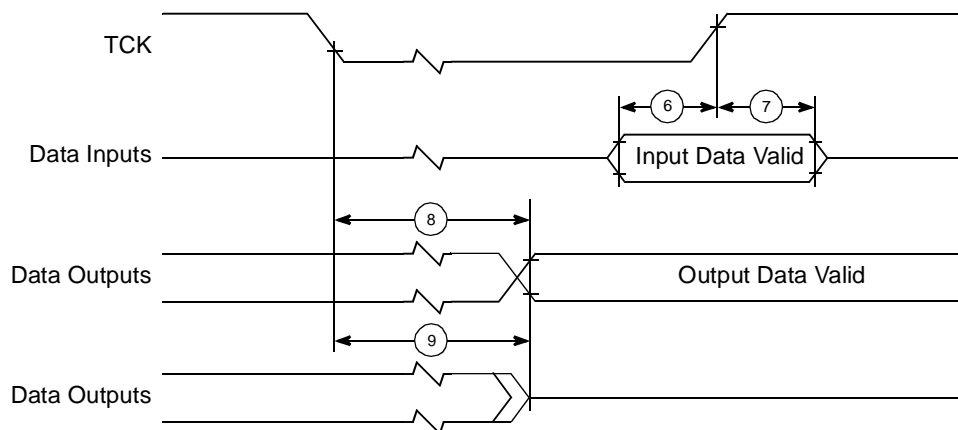 TCK
6
7
Data Inputs
Input Data Valid
8
Data Outputs
Output Data Valid
9
Data Outputs